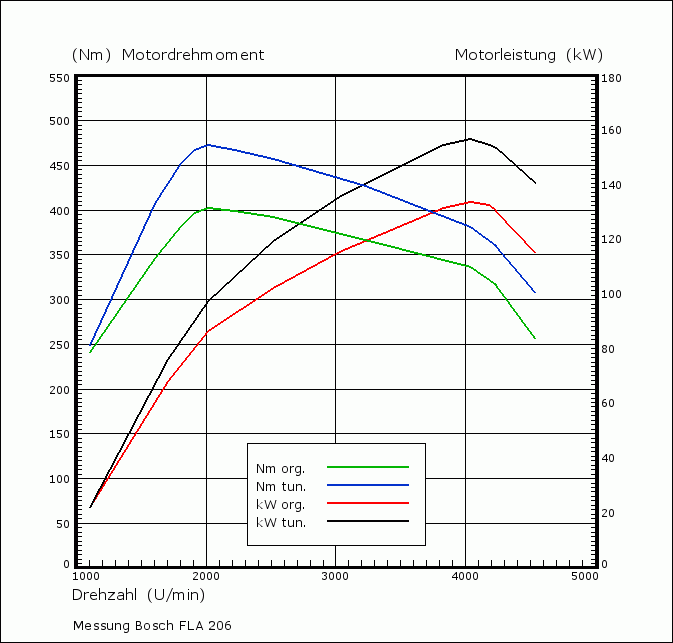 (Nm) Motordrehmoment
Motorleistung (kW)
550
500
450
400
350
300
250
200
150
100
50
0
180
160
140
120
100
80
60
40
20
0
Nm org.
Nm tun.
kW org.
kW tun.
1000 2000 3000 4000 5000
Drehzahl (U/min)
Messung Bosch FLA 206